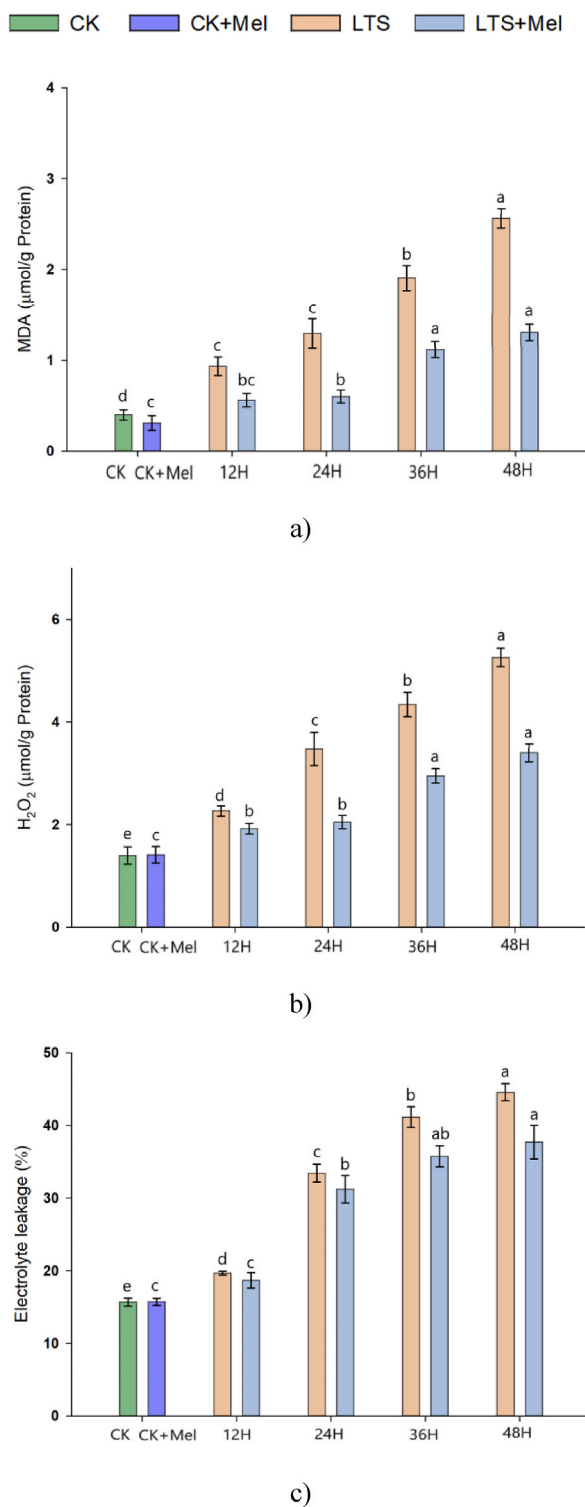 CK CK+Mel LTS LTS+Mel
4
3
2
1
0
MDA (μmol/g Protein)
d c c bc c b b a a a
CK CK+Mel 12H 24H 36H 48H
a)
6
4
2
0
H₂O₂ (μmol/g Protein)
e c d b c b b a a a
CK CK+Mel 12H 24H 36H 48H
b)
50
40
30
20
10
0
Electrolyte leakage (%)
e c d c c b b ab a a
CK CK+Mel 12H 24H 36H 48H
c)